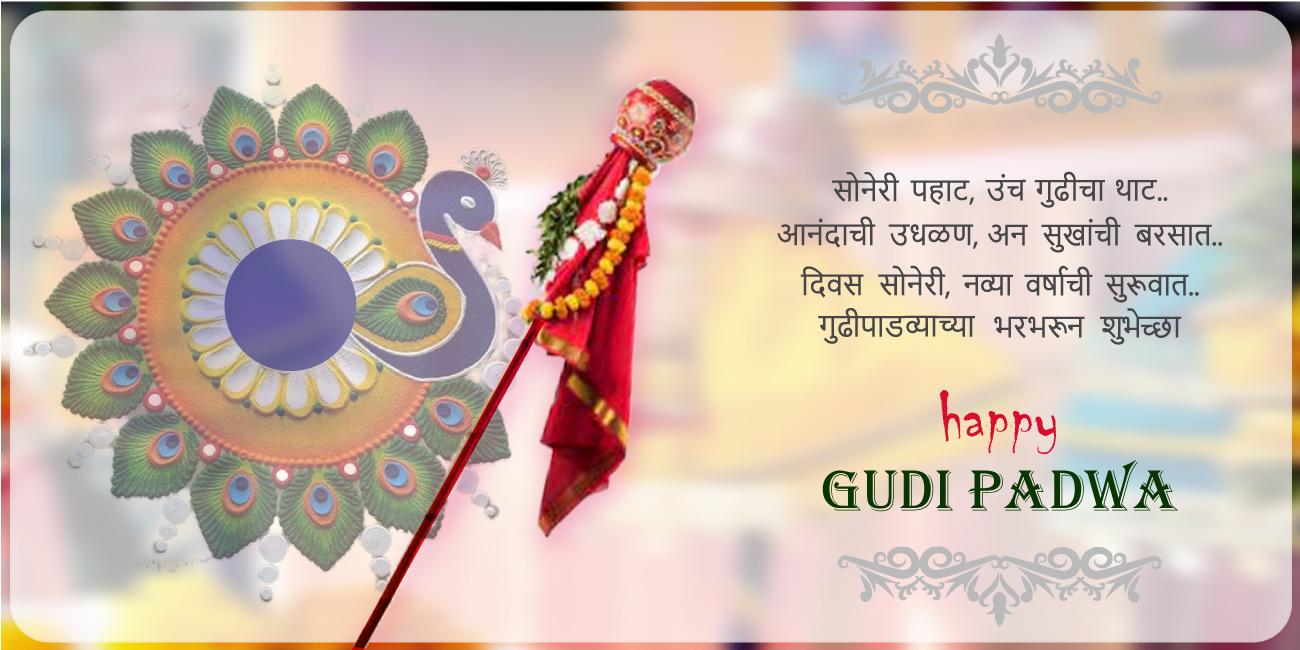 सोनेरी पहाट, उंच गुढीचा थाट..
आनंदाची उधळण, अन सुखांची बरसात..
दिवस सोनेरी, नव्या वर्षाची सुरूवात..
गुढीपाडव्याच्या भरभरून शुभेच्छा
happy
GUDI PADWA